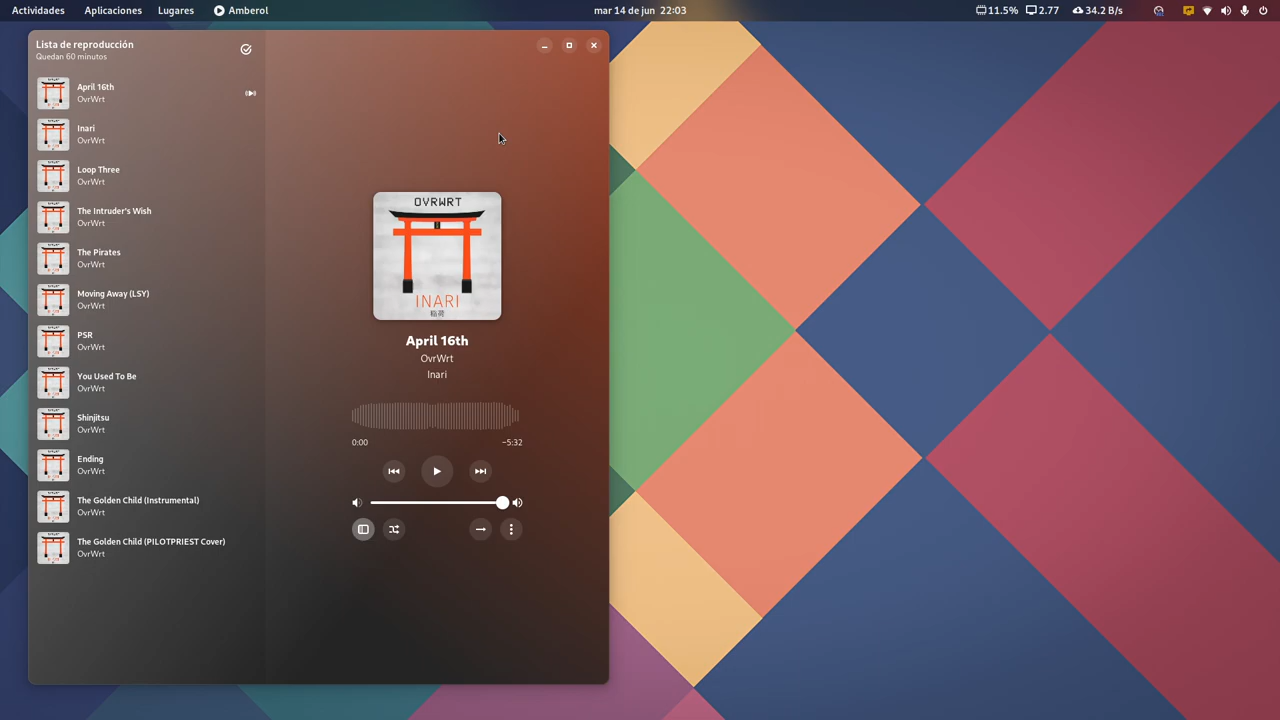 Actividades
Aplicaciones
Lugares
Amberol
mar 14 de jun  22:03
11.5%
2.77
34.2 B/s
Lista de reproducción
Quedan 60 minutos
April 16th
OvrWrt
Inari
OvrWrt
Loop Three
OvrWrt
The Intruder's Wish
OvrWrt
The Pirates
OvrWrt
Moving Away (LSY)
OvrWrt
PSR
OvrWrt
You Used To Be
OvrWrt
Shinjitsu
OvrWrt
Ending
OvrWrt
The Golden Child (Instrumental)
OvrWrt
The Golden Child (PILOTPRIEST Cover)
OvrWrt
OVRWRT
INARI
稲荷
April 16th
OvrWrt
Inari
0:00
−5:32